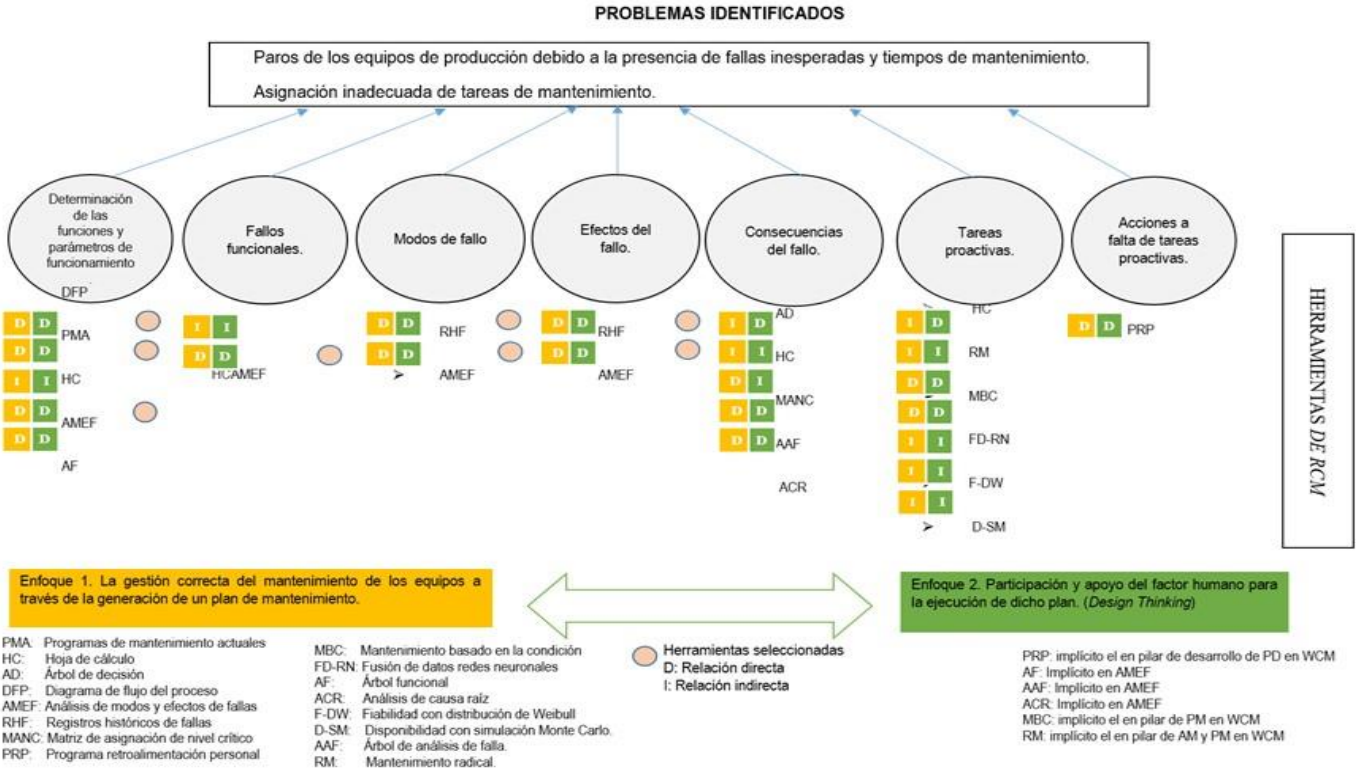 PROBLEMAS IDENTIFICADOS
Paros de los equipos de producción debido a la presencia de fallas inesperadas y tiempos de mantenimiento.
Asignación inadecuada de tareas de mantenimiento.
Determinación
de las
funciones y
parámetros de
funcionamiento
Fallos
funcionales.
Modos de fallo
Efectos del
fallo.
Consecuencias
del fallo.
Tareas
proactivas.
Acciones a
falta de tareas
proactivas.
DFP
D D
PMA
D D
I I
HC
D D
AMEF
D D
AF
I I
D D
HCAMEF
D D
RHF
D D
AMEF
D D
RHF
D D
AMEF
I D
AD
I I
HC
D I
MANC
D D
D D
AAF
ACR
HC
I D
I I
RM
D D
MBC
D D
I I
FD-RN
I I
F-DW
I I
D-SM
D D
PRP
HERRAMIENTAS DE RCM
Enfoque 1. La gestión correcta del mantenimiento de los equipos a
través de la generación de un plan de mantenimiento.
Enfoque 2. Participación y apoyo del factor humano para
la ejecución de dicho plan. (Design Thinking)
PMA: Programas de mantenimiento actuales
HC: Hoja de cálculo
AD: Árbol de decisión
DFP: Diagrama de flujo del proceso
AMEF: Análisis de modos y efectos de fallas
RHF: Registros históricos de fallas
MANC: Matriz de asignación de nivel crítico
PRP: Programa retroalimentación personal
MBC: Mantenimiento basado en la condición
FD-RN: Fusión de datos redes neuronales
AF: Árbol funcional
ACR: Análisis de causa raíz
F-DW: Fiabilidad con distribución de Weibull
D-SM: Disponibilidad con simulación Monte Carlo.
AAF: Árbol de análisis de falla.
RM: Mantenimiento radical.
Herramientas seleccionadas
D: Relación directa
I: Relación indirecta
PRP: implícito el en pilar de desarrollo de PD en WCM
AF: Implícito en AMEF
AAF: Implícito en AMEF
ACR: Implícito en AMEF
MBC: implícito el en pilar de PM en WCM
RM: implícito el en pilar de AM y PM en WCM